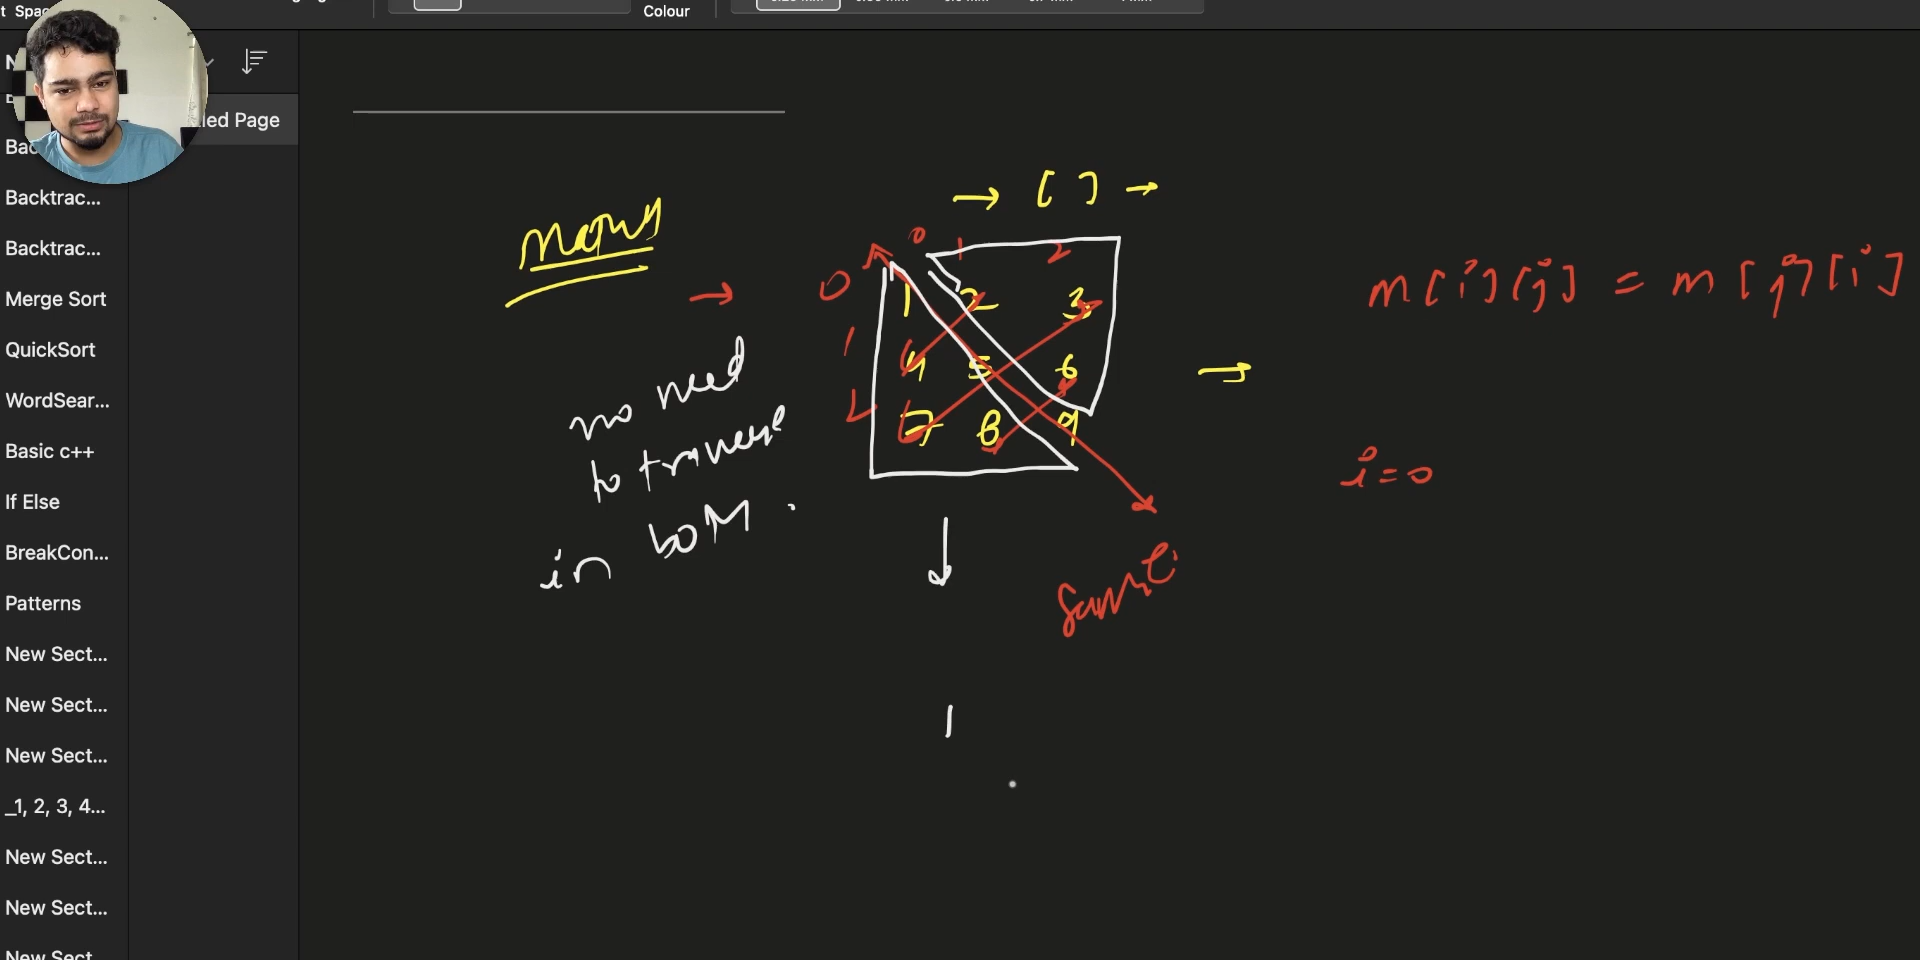 Colour
led Page
Bac
Backtrac...
Backtrac...
Merge Sort
QuickSort
WordSear...
Basic c++
If Else
BreakCon...
Patterns
New Sect...
New Sect...
New Sect...
_1, 2, 3, 4...
New Sect...
New Sect...
New Sect
→ [ ] →
0 1 2
→ 0 1 2 3
1 4 5 6 →
2 7 8 9
m[i][j] = m[j][i]
i=0
no need
to traverse
in both.
same
1